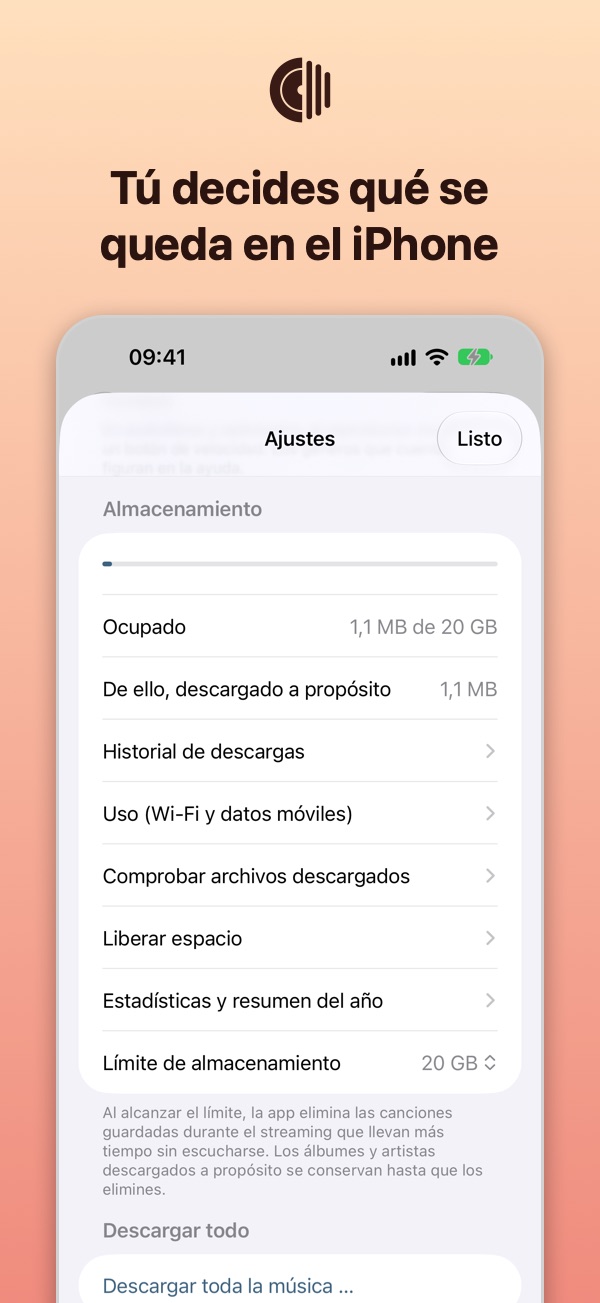 Tú decides qué se
queda en el iPhone
09:41
Ajustes
Listo
figuran en la ayuda.
Almacenamiento
Ocupado 1,1 MB de 20 GB
De ello, descargado a propósito 1,1 MB
Historial de descargas
Uso (Wi-Fi y datos móviles)
Comprobar archivos descargados
Liberar espacio
Estadísticas y resumen del año
Límite de almacenamiento 20 GB
Al alcanzar el límite, la app elimina las canciones
guardadas durante el streaming que llevan más
tiempo sin escucharse. Los álbumes y artistas
descargados a propósito se conservan hasta que los
elimines.
Descargar todo
Descargar toda la música ...